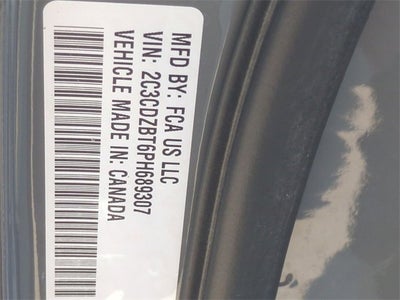 MFD BY: FCA US LLC
VIN: 2C3CDZBT6PH689307
VEHICLE MADE IN: CANADA